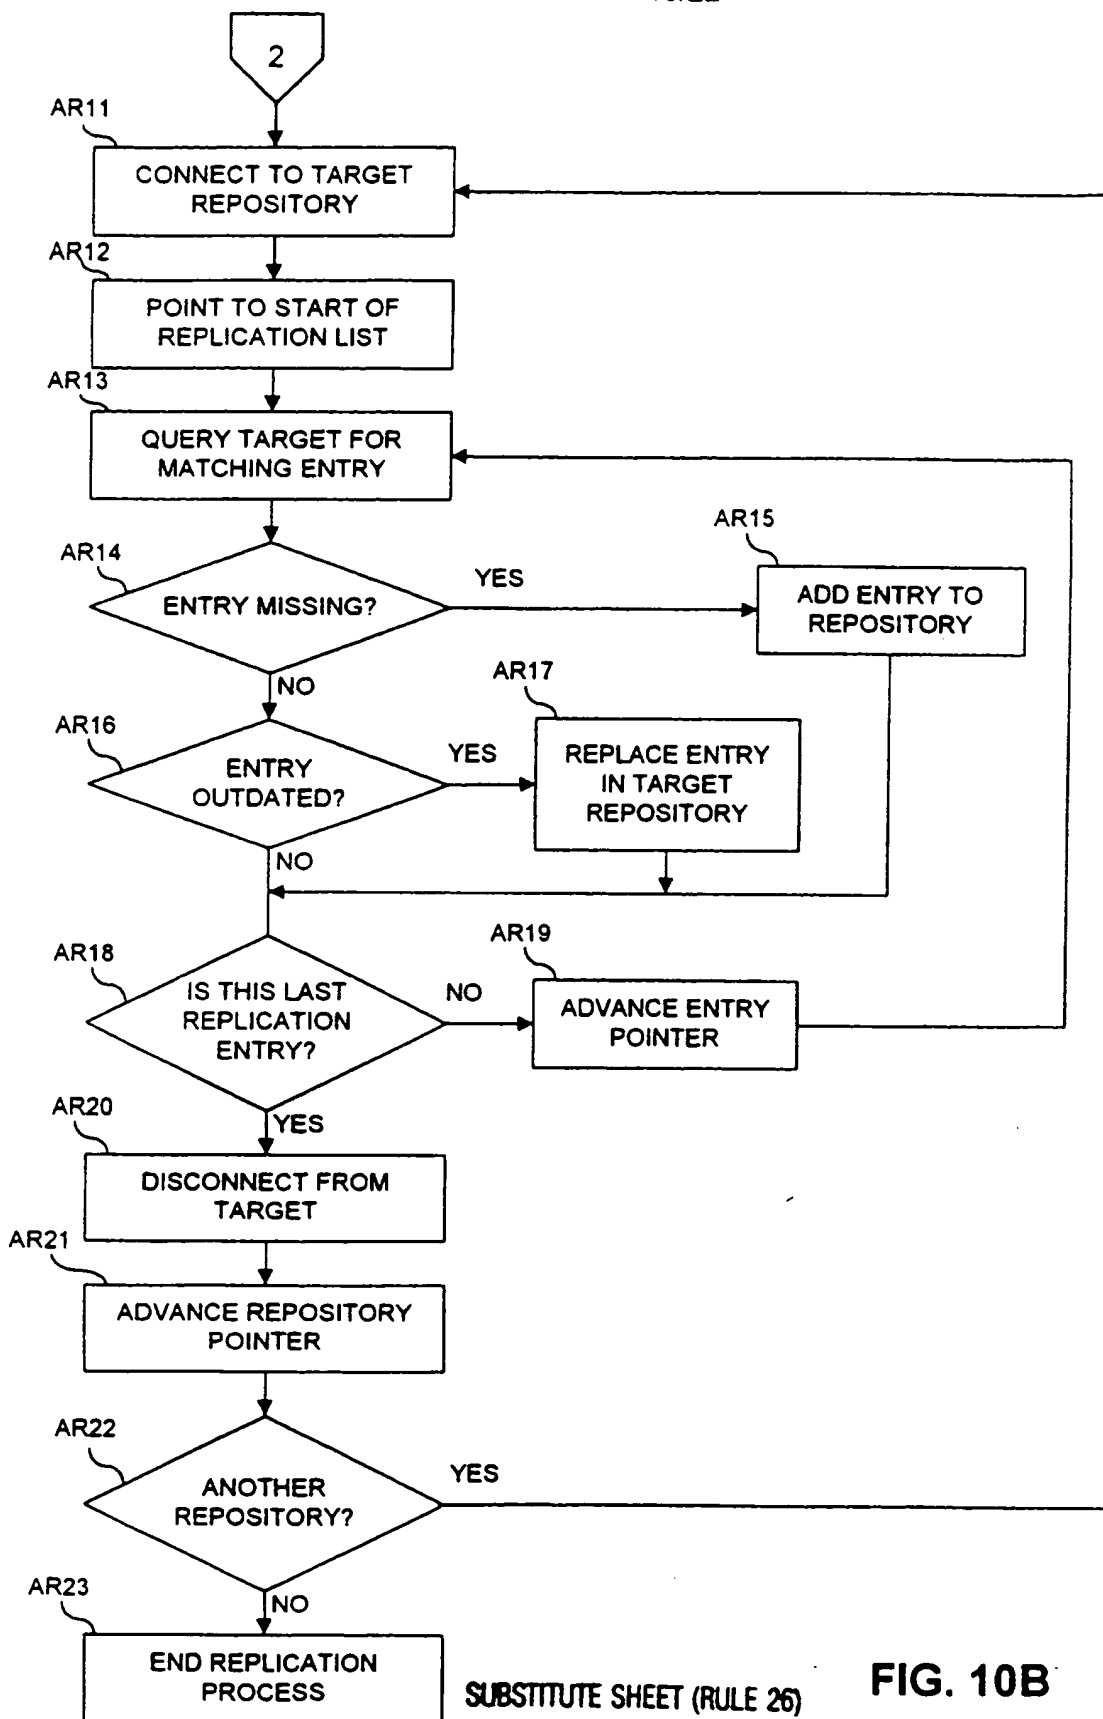 2
AR11
CONNECT TO TARGET
REPOSITORY
AR12
POINT TO START OF
REPLICATION LIST
AR13
QUERY TARGET FOR
MATCHING ENTRY
AR14
ENTRY MISSING?
YES
AR15
ADD ENTRY TO
REPOSITORY
NO
AR16
ENTRY
OUTDATED?
YES
AR17
REPLACE ENTRY
IN TARGET
REPOSITORY
NO
AR18
IS THIS LAST
REPLICATION
ENTRY?
NO
AR19
ADVANCE ENTRY
POINTER
YES
AR20
DISCONNECT FROM
TARGET
AR21
ADVANCE REPOSITORY
POINTER
AR22
ANOTHER
REPOSITORY?
YES
NO
AR23
END REPLICATION
PROCESS
SUBSTITUTE SHEET (RULE 26)
FIG. 10B